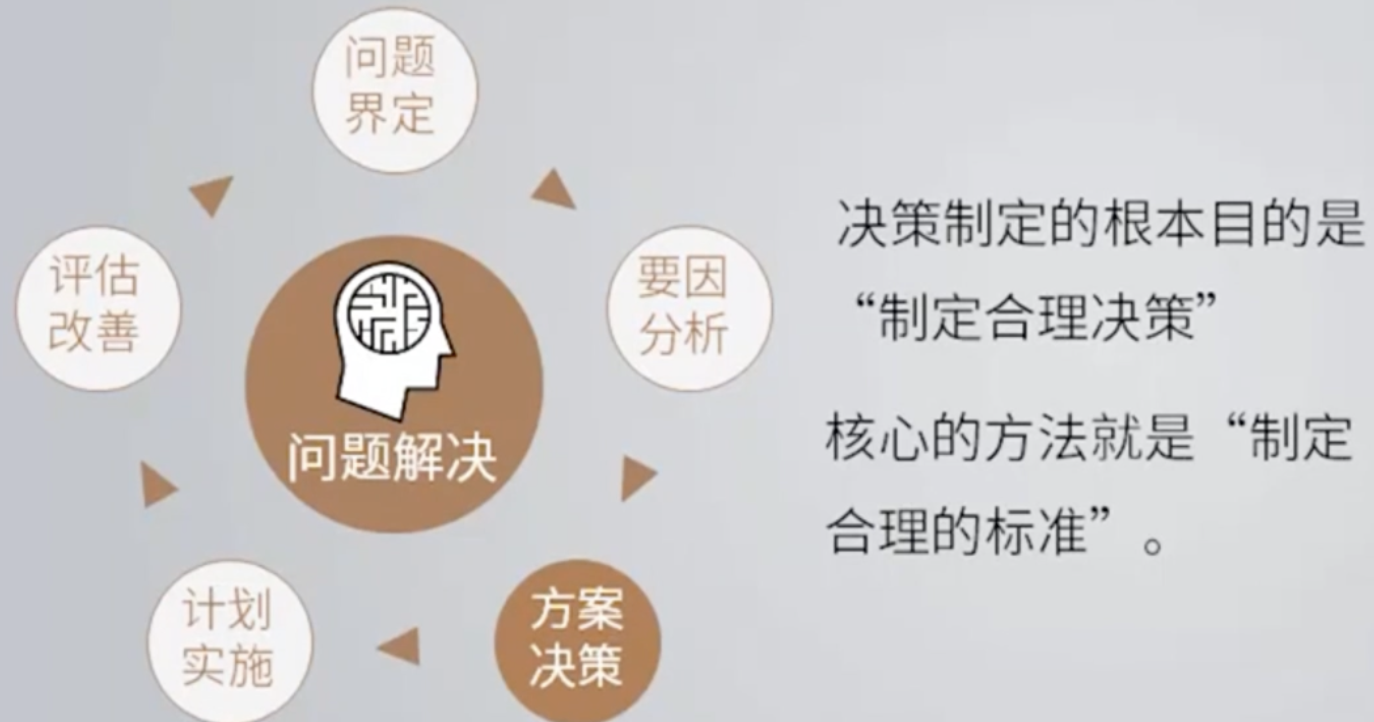 问题
界定
要因
分析
方案
决策
计划
实施
评估
改善
问题解决
决策制定的根本目的是
“制定合理决策”
核心的方法就是“制定
合理的标准”。